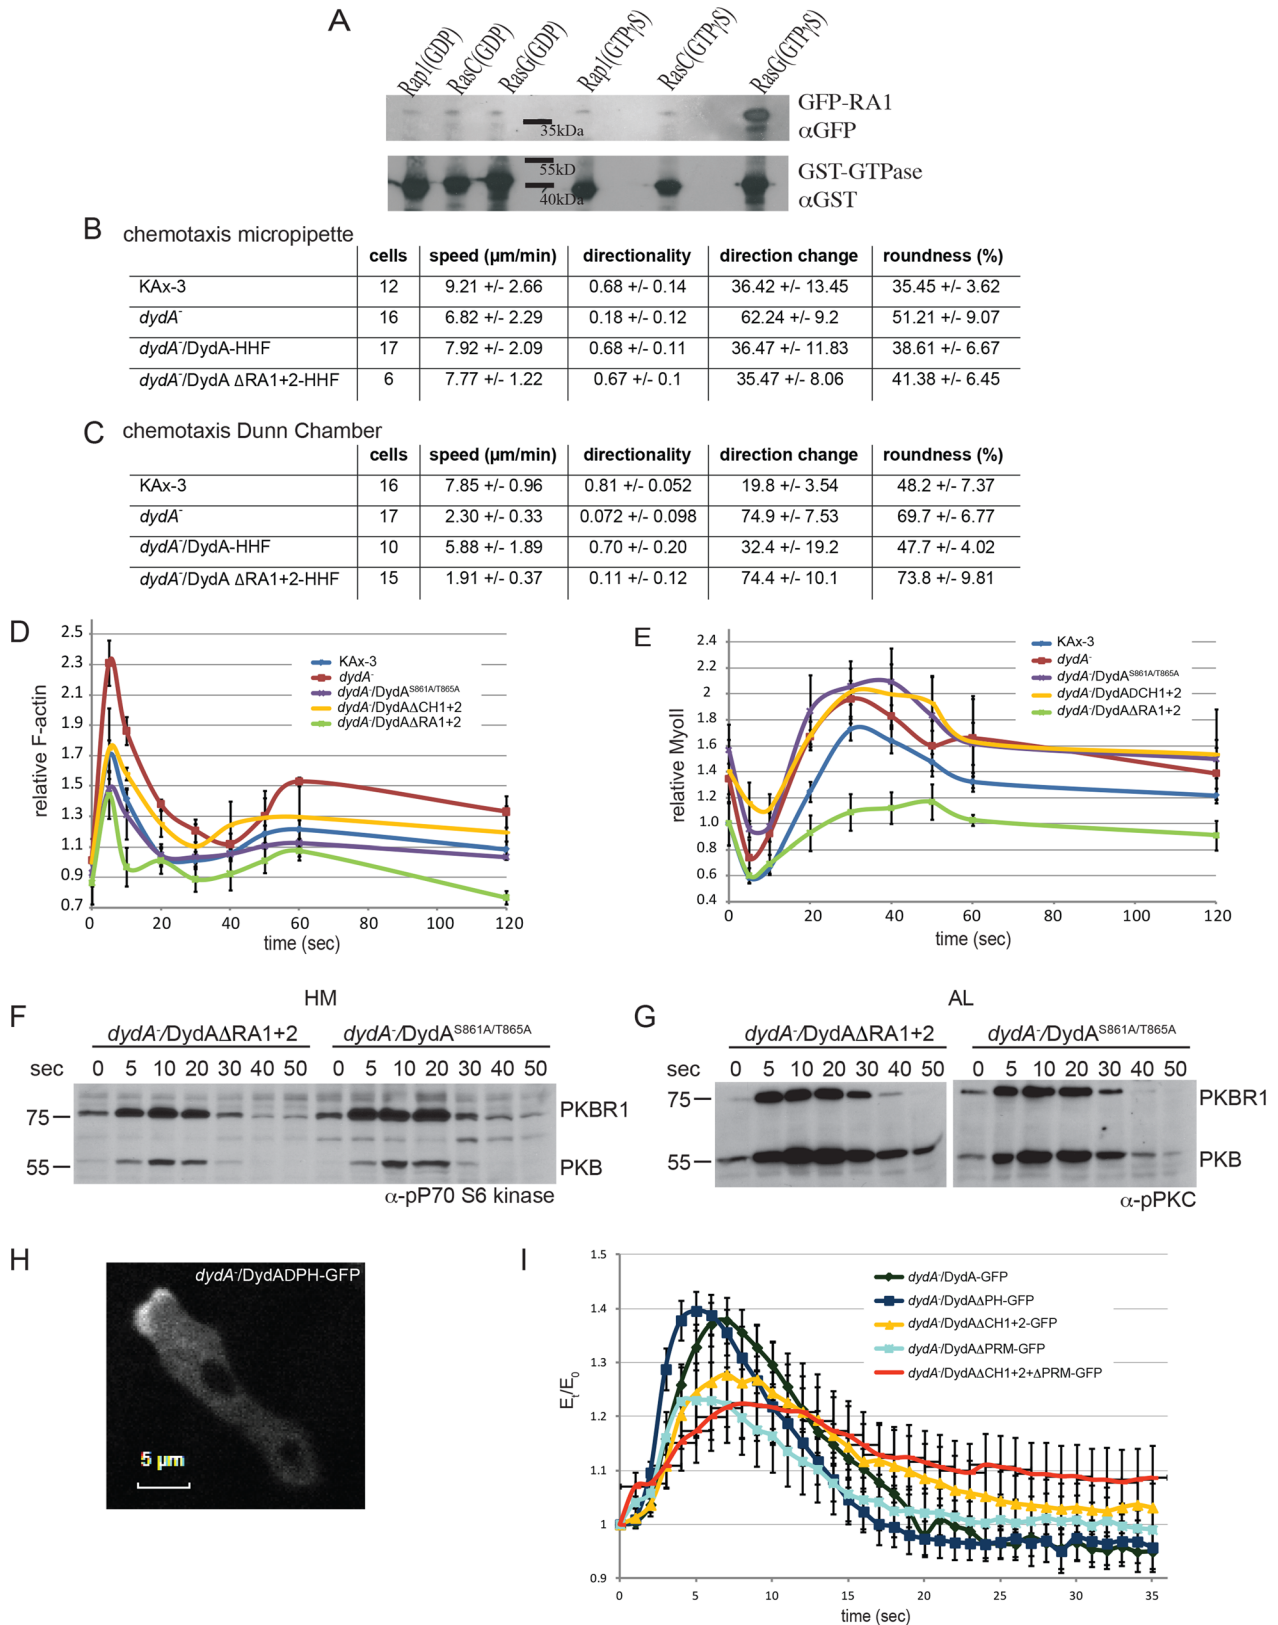 A
Rap1(GDP)
RasC(GDP)
RasG(GDP)
Rap1(GTPγS)
RasC(GTPγS)
RasG(GTPγS)
GFP-RA1
αGFP
35kDa
55kD
40kDa
GST-GTPase
αGST
B chemotaxis micropipette
cells speed (µm/min) directionality direction change roundness (%)
KAx-3 12 9.21 +/- 2.66 0.68 +/- 0.14 36.42 +/- 13.45 35.45 +/- 3.62
dydA- 16 6.82 +/- 2.29 0.18 +/- 0.12 62.24 +/- 9.2 51.21 +/- 9.07
dydA-/DydA-HHF 17 7.92 +/- 2.09 0.68 +/- 0.11 36.47 +/- 11.83 38.61 +/- 6.67
dydA-/DydA ΔRA1+2-HHF 6 7.77 +/- 1.22 0.67 +/- 0.1 35.47 +/- 8.06 41.38 +/- 6.45
C chemotaxis Dunn Chamber
cells speed (µm/min) directionality direction change roundness (%)
KAx-3 16 7.85 +/- 0.96 0.81 +/- 0.052 19.8 +/- 3.54 48.2 +/- 7.37
dydA- 17 2.30 +/- 0.33 0.072 +/- 0.098 74.9 +/- 7.53 69.7 +/- 6.77
dydA-/DydA-HHF 10 5.88 +/- 1.89 0.70 +/- 0.20 32.4 +/- 19.2 47.7 +/- 4.02
dydA-/DydA ΔRA1+2-HHF 15 1.91 +/- 0.37 0.11 +/- 0.12 74.4 +/- 10.1 73.8 +/- 9.81
D
relative F-actin
2.5
2.3
2.1
1.9
1.7
1.5
1.3
1.1
0.9
0.7
0 20 40 60 80 100 120
time (sec)
KAx-3
dydA-
dydA-/DydAS861A/T865A
dydA-/DydAΔCH1+2
dydA-/DydAΔRA1+2
E
relative MyoII
2.4
2.2
2
1.8
1.6
1.4
1.2
1.0
0.8
0.6
0.4
0 20 40 60 80 100 120
time (sec)
KAx-3
dydA-
dydA-/DydAS861A/T865A
dydA-/DydADCH1+2
dydA-/DydAΔRA1+2
F
HM
dydA-/DydAΔRA1+2 dydA-/DydAS861A/T865A
sec 0 5 10 20 30 40 50 0 5 10 20 30 40 50
75
55
PKBR1
PKB
α-pP70 S6 kinase
G
AL
dydA-/DydAΔRA1+2 dydA-/DydAS861A/T865A
sec 0 5 10 20 30 40 50 0 5 10 20 30 40 50
75
55
PKBR1
PKB
α-pPKC
H
dydA-/DydADPH-GFP
5 µm
I
Et/E0
1.5
1.4
1.3
1.2
1.1
1
0.9
0 5 10 15 20 25 30 35
time (sec)
dydA-/DydA-GFP
dydA-/DydAΔPH-GFP
dydA-/DydAΔCH1+2-GFP
dydA-/DydAΔPRM-GFP
dydA-/DydAΔCH1+2+ΔPRM-GFP